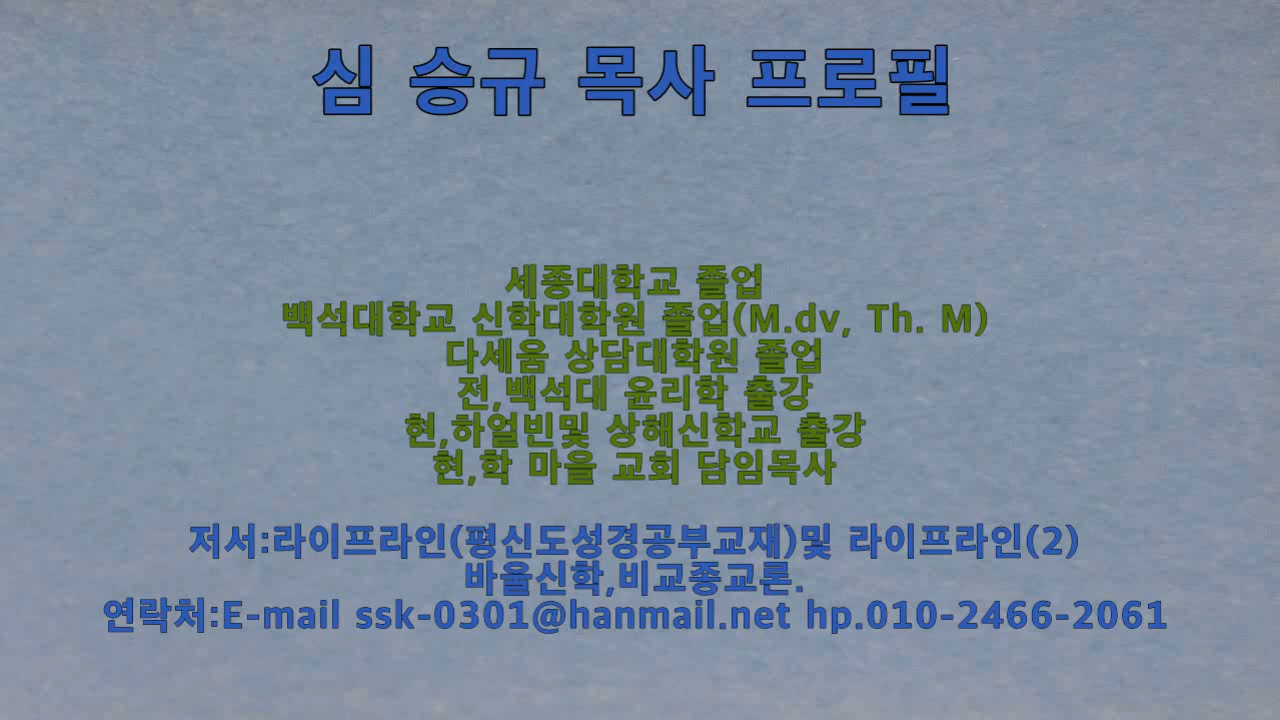 심 승규 목사 프로필
세종대학교 졸업
백석대학교 신학대학원 졸업(M.dv, Th. M)
다세움 상담대학원 졸업
전,백석대 윤리학 출강
현,하얼빈및 상해신학교 출강
현,학 마을 교회 담임목사
저서:라이프라인(평신도성경공부교재)및 라이프라인(2)
바울신학,비교종교론.
연락처:E-mail ssk-0301@hanmail.net hp.010-2466-2061